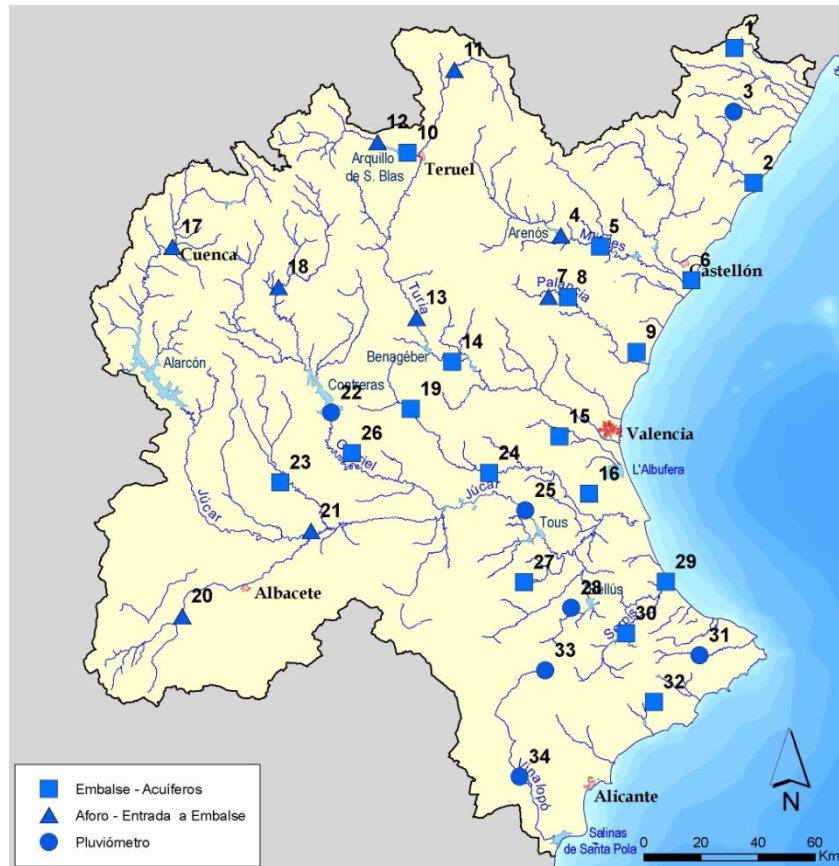 1
11
3
12
10
Arquillo
de S. Blas
Teruel
2
17
Cuenca
4
5
Arenós
Mijares
6
Castellón
18
7
8
Palancia
13
Turia
9
14
Benagéber
Alarcón
Contreras
19
22
15
Valencia
26
Cabriel
24
16
L'Albufera
23
25
Júcar
Tous
21
Júcar
27
29
28
Bellús
20
Albacete
30
Serpis
31
33
32
34
Vinalopó
Alicante
Embalse - Acuíferos
Aforo - Entrada a Embalse
Pluviómetro
N
Salinas
de Santa Pola
0 20 40 60
Km